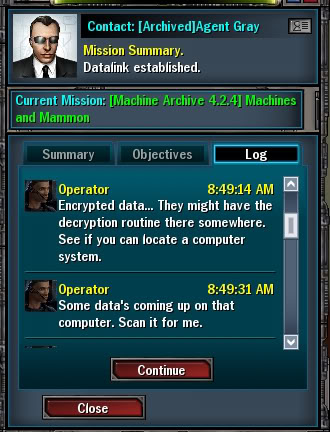 Contact: [Archived]Agent Gray
Mission Summary.
Datalink established.
Current Mission: [Machine Archive 4.2.4] Machines
and Mammon
Summary
Objectives
Log
Operator 8:49:14 AM
Encrypted data... They might have the
decryption routine there somewhere.
See if you can locate a computer
system.
Operator 8:49:31 AM
Some data's coming up on that
computer. Scan it for me.
Continue
Close